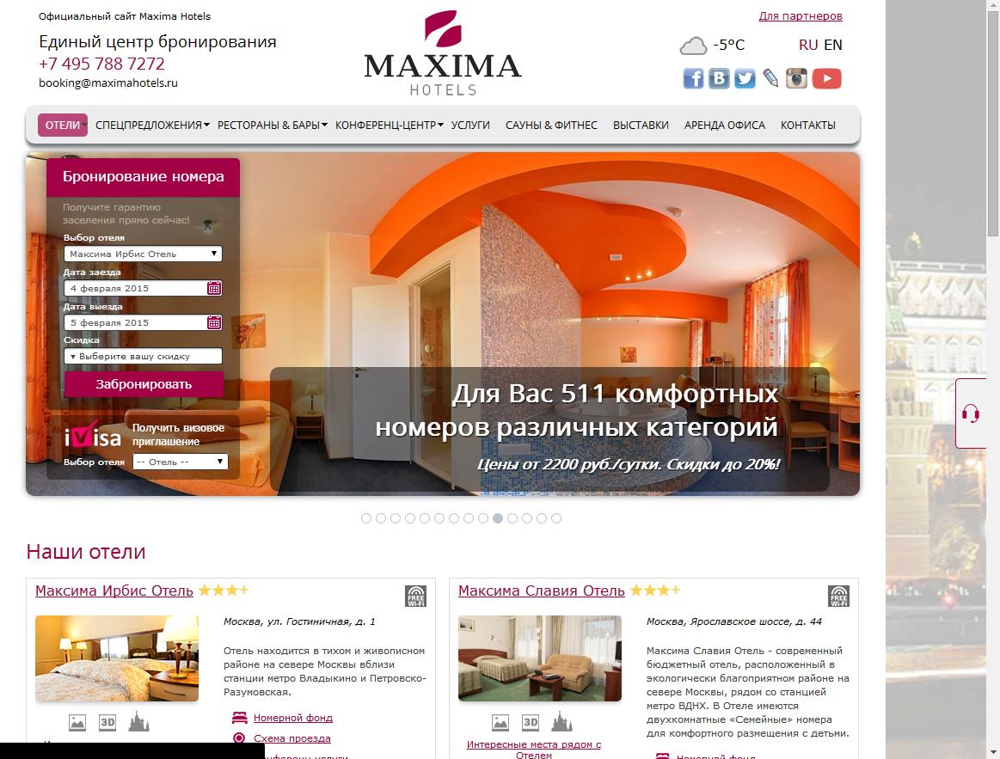 Официальный сайт Maxima Hotels
Единый центр бронирования
+7 495 788 7272
booking@maximahotels.ru
MAXIMA
HOTELS
Для партнеров
-5°C
RU EN
ОТЕЛИ СПЕЦПРЕДЛОЖЕНИЯ РЕСТОРАНЫ & БАРЫ КОНФЕРЕНЦ-ЦЕНТР УСЛУГИ САУНЫ & ФИТНЕС ВЫСТАВКИ АРЕНДА ОФИСА КОНТАКТЫ
Бронирование номера
Получите гарантию
заселения прямо сейчас!
Выбор отеля
Максима Ирбис Отель
Дата заезда
4 февраля 2015
Дата выезда
5 февраля 2015
Скидка
Выберите вашу скидку
Забронировать
iVisa
Получить визовое
приглашение
Выбор отеля
-- Отель --
Для Вас 511 комфортных
номеров различных категорий
Цены от 2200 руб./сутки. Скидки до 20%!
Наши отели
Максима Ирбис Отель
FREE
Wi-Fi
Москва, ул. Гостиничная, д. 1
Отель находится в тихом и живописном
районе на севере Москвы вблизи
станции метро Владыкино и Петровско-
Разумовская.
3D
Номерной фонд
Схема проезда
Максима Славия Отель
FREE
Wi-Fi
Москва, Ярославское шоссе, д. 44
Максима Славия Отель - современный
бюджетный отель, расположенный в
экологически благоприятном районе на
севере Москвы, рядом со станцией
метро ВДНХ. В Отеле имеются
двухкомнатные «Семейные» номера
для комфортного размещения с детьми.
3D
Интересные места рядом с
Отелем
Номерной фонд